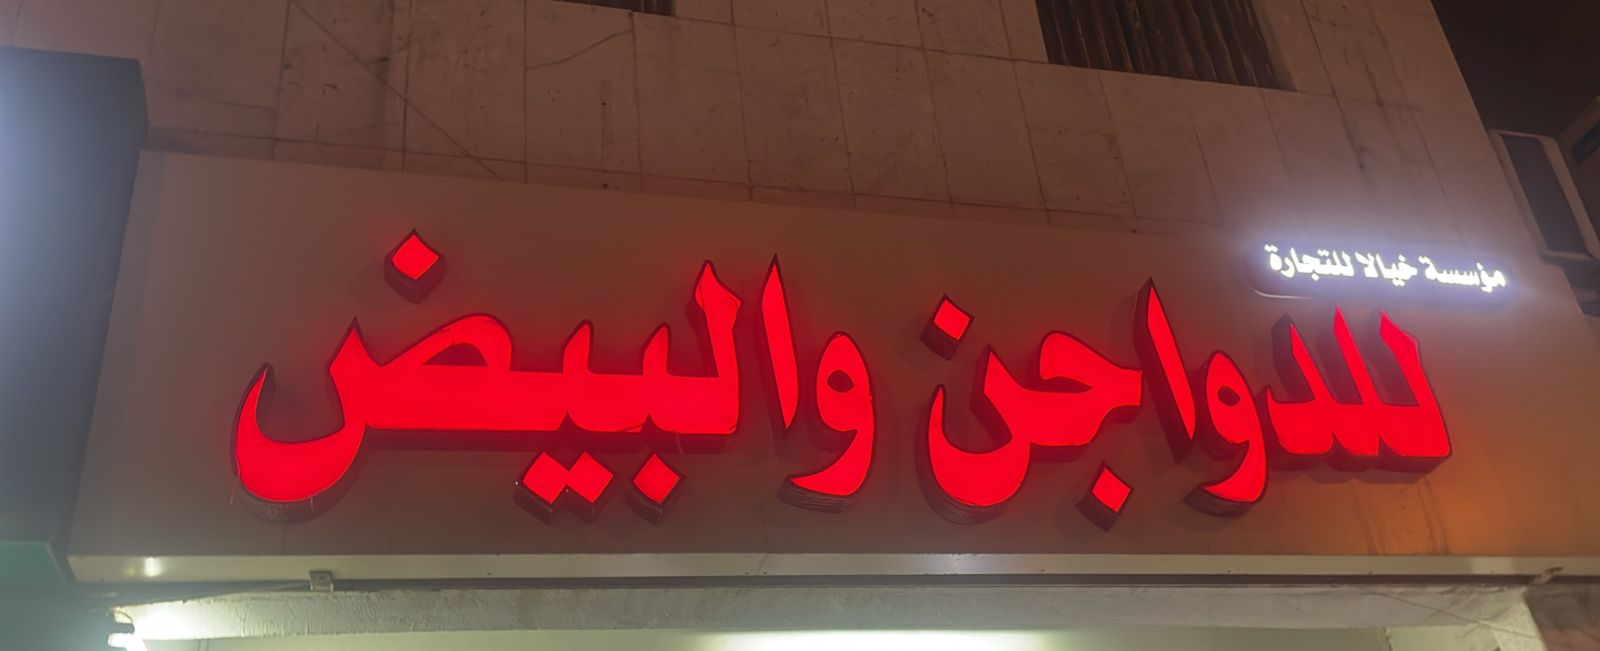 مؤسسة خيالا للتجارة
للدواجن والبيض